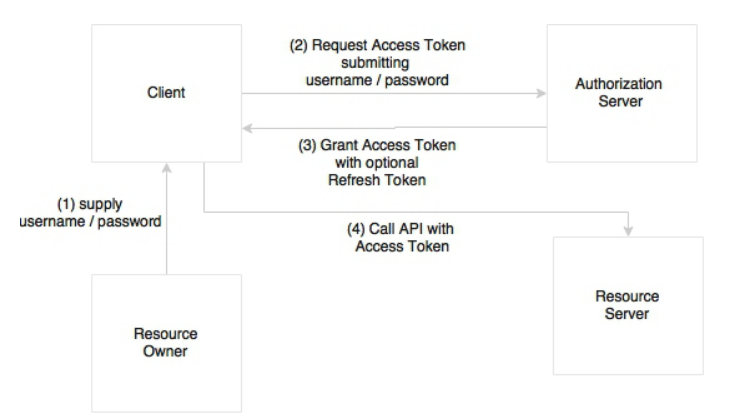 (2) Request Access Token
submitting
username / password
Client
Authorization
Server
(3) Grant Access Token
with optional
Refresh Token
(1) supply
username / password
(4) Call API with
Access Token
Resource
Server
Resource
Owner